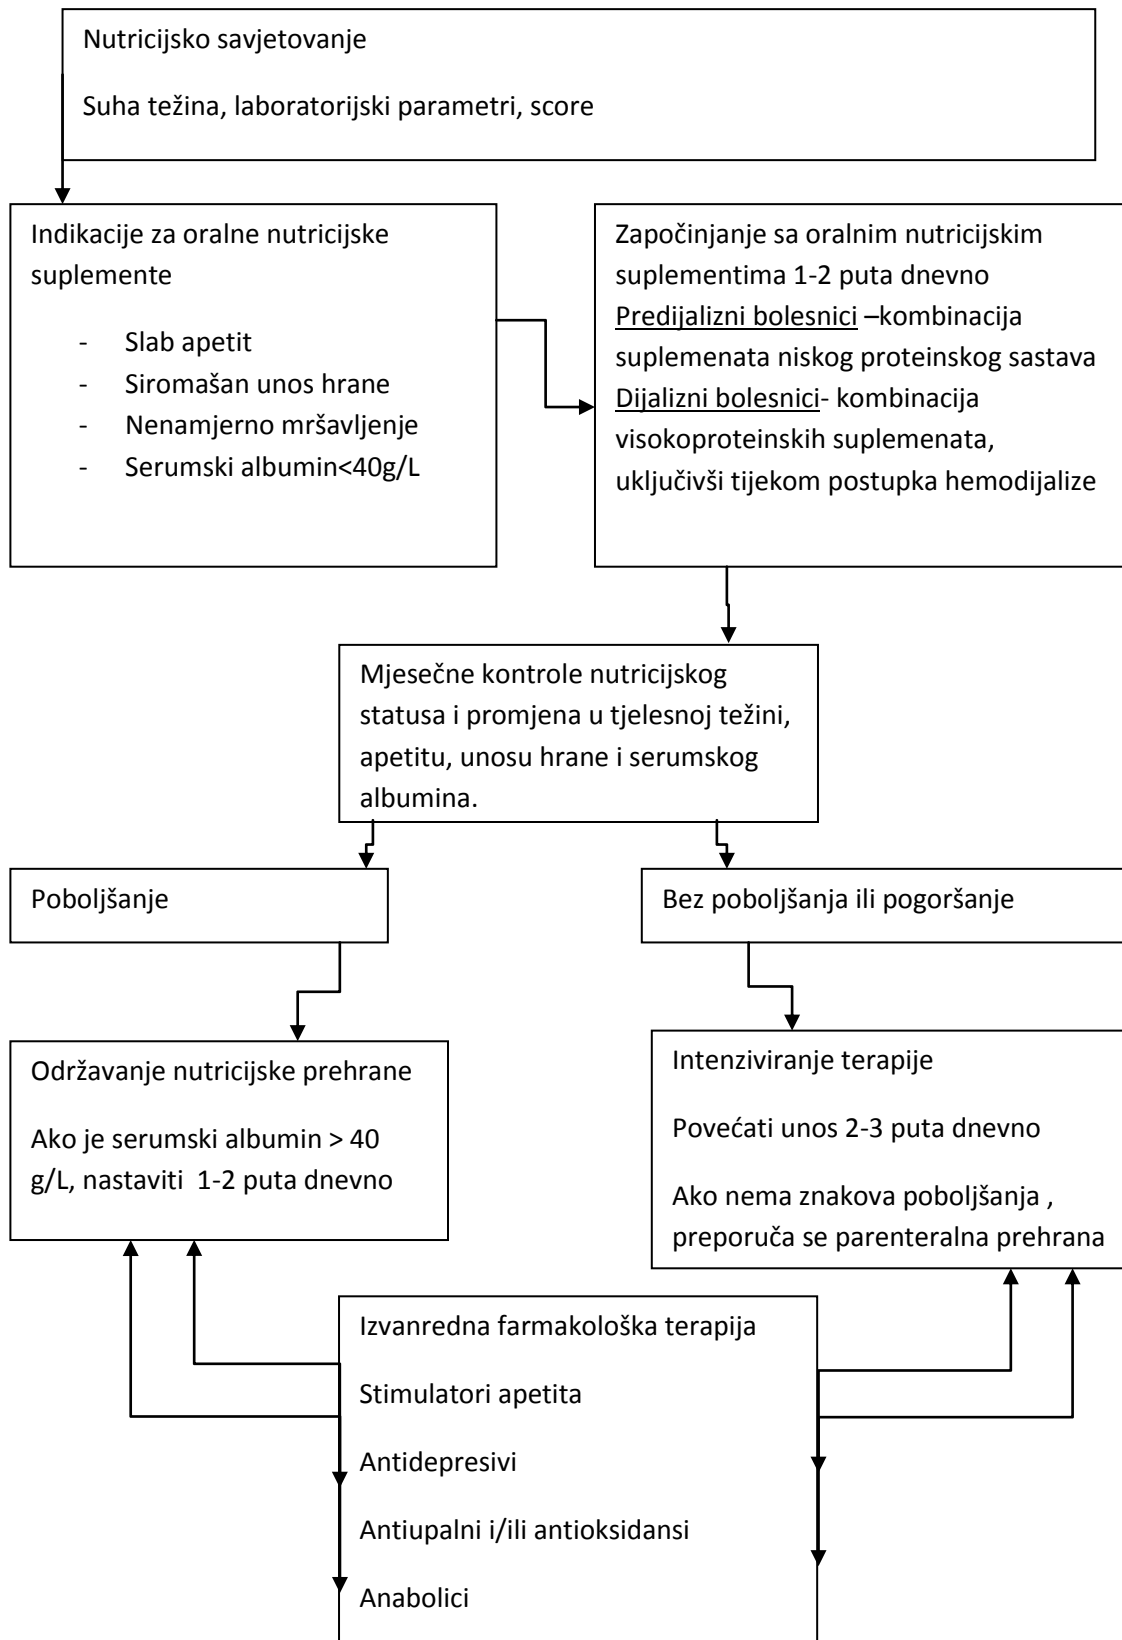 Nutricijsko savjetovanje
Suha težina, laboratorijski parametri, score
Indikacije za oralne nutricijske
suplemente
- Slab apetit
- Siromašan unos hrane
- Nenamjerno mršavljenje
- Serumski albumin<40g/L
Započinjanje sa oralnim nutricijskim
suplementima 1-2 puta dnevno
Predijalizni bolesnici –kombinacija
suplemenata niskog proteinskog sastava
Dijalizni bolesnici- kombinacija
visokoproteinskih suplemenata,
uključivši tijekom postupka hemodijalize
Mjesečne kontrole nutricijskog
statusa i promjena u tjelesnoj težini,
apetitu, unosu hrane i serumskog
albumina.
Poboljšanje
Bez poboljšanja ili pogoršanje
Održavanje nutricijske prehrane
Ako je serumski albumin > 40
g/L, nastaviti 1-2 puta dnevno
Intenziviranje terapije
Povećati unos 2-3 puta dnevno
Ako nema znakova poboljšanja ,
preporuča se parenteralna prehrana
Izvanredna farmakološka terapija
Stimulatori apetita
Antidepresivi
Antiupalni i/ili antioksidansi
Anabolici